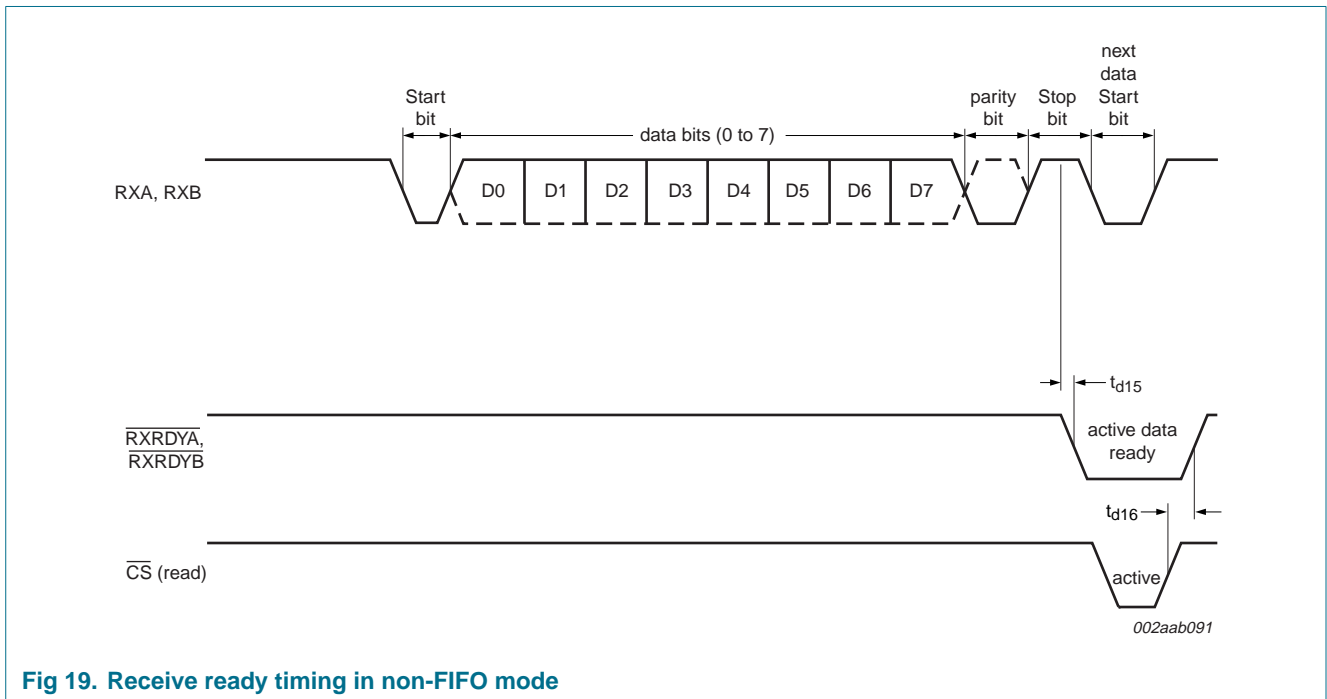 next
data
Start
bit
Start
bit
parity
bit
Stop
bit
data bits (0 to 7)
RXA, RXB
D0 D1 D2 D3 D4 D5 D6 D7
td15
RXRDYA,
RXRDYB
active data
ready
td16
CS (read)
active
002aab091
Fig 19. Receive ready timing in non-FIFO mode